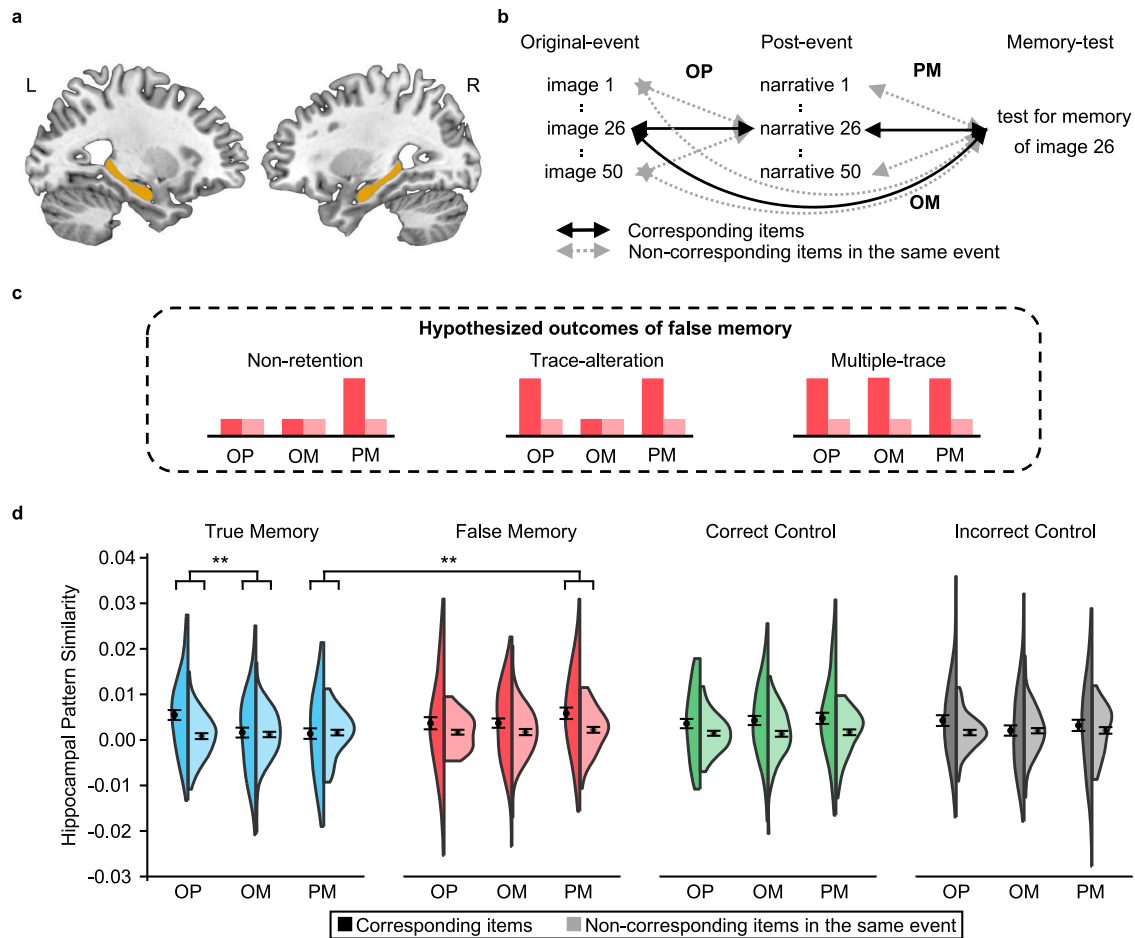 a
L
R
b
Original-event
Post-event
Memory-test
OP
PM
image 1
narrative 1
:
:
image 26
narrative 26
test for memory
of image 26
:
:
image 50
narrative 50
OM
Corresponding items
Non-corresponding items in the same event
c
Hypothesized outcomes of false memory
Non-retention
Trace-alteration
Multiple-trace
OP OM PM
OP OM PM
OP OM PM
d
True Memory
False Memory
Correct Control
Incorrect Control
Hippocampal Pattern Similarity
0.04
0.03
0.02
0.01
0.00
-0.01
-0.02
-0.03
**
**
OP OM PM
OP OM PM
OP OM PM
OP OM PM
Corresponding items
Non-corresponding items in the same event